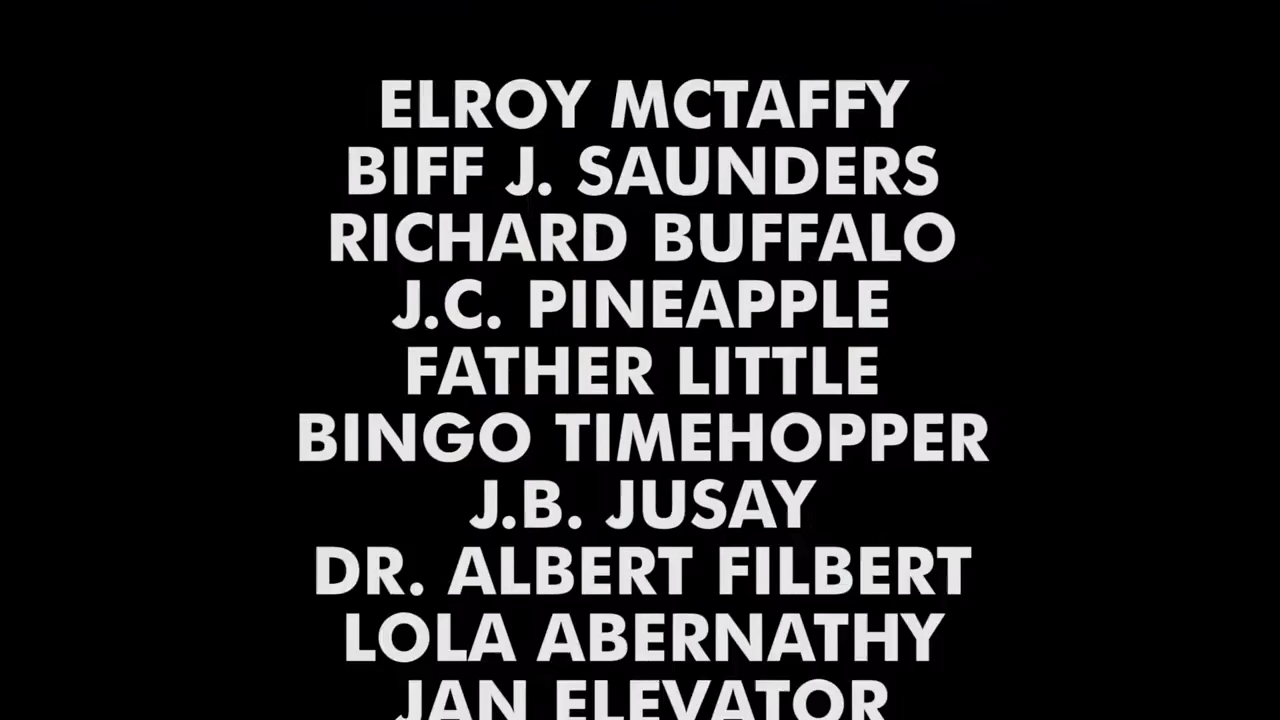 ELROY MCTAFFY
BIFF J. SAUNDERS
RICHARD BUFFALO
J.C. PINEAPPLE
FATHER LITTLE
BINGO TIMEHOPPER
J.B. JUSAY
DR. ALBERT FILBERT
LOLA ABERNATHY
JAN ELEVATOR